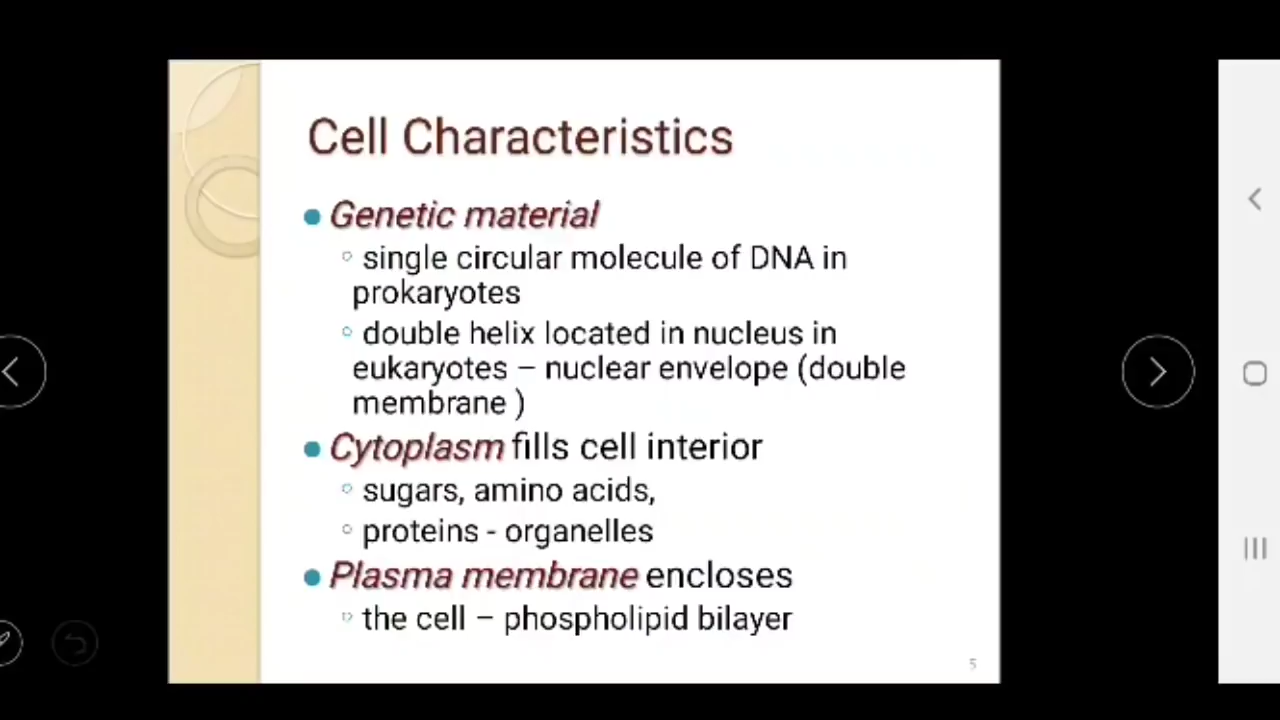 Cell Characteristics
Genetic material
single circular molecule of DNA in
prokaryotes
double helix located in nucleus in
eukaryotes – nuclear envelope (double
membrane )
Cytoplasm fills cell interior
sugars, amino acids,
proteins - organelles
Plasma membrane encloses
the cell – phospholipid bilayer
5